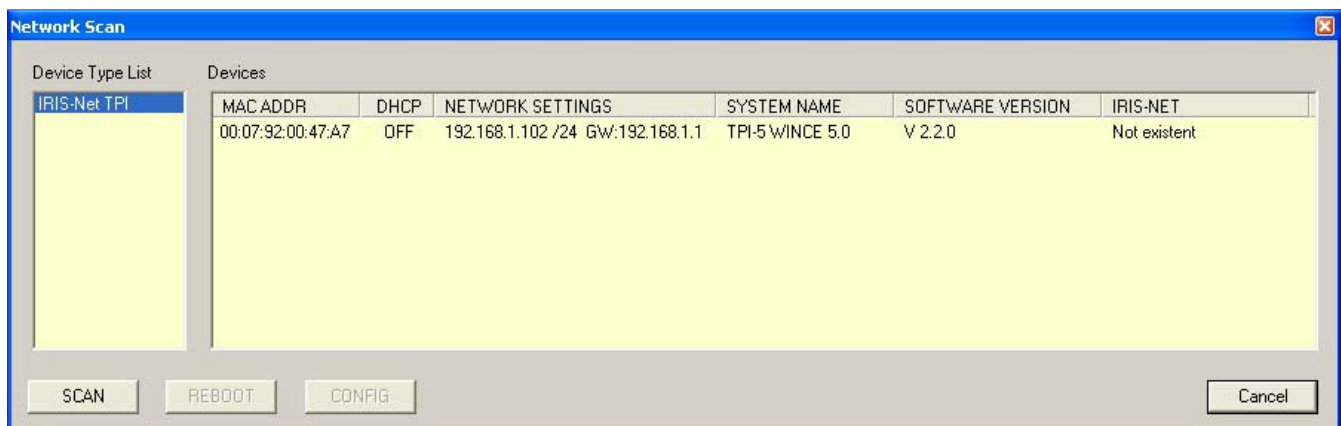 Network Scan
Device Type List Devices
IRIS-Net TPI
MAC ADDR DHCP NETWORK SETTINGS SYSTEM NAME SOFTWARE VERSION IRIS-NET
00:07:92:00:47:A7 OFF 192.168.1.102 /24 GW:192.168.1.1 TPI-5 WINCE 5.0 V 2.2.0 Not existent
SCAN REBOOT CONFIG Cancel